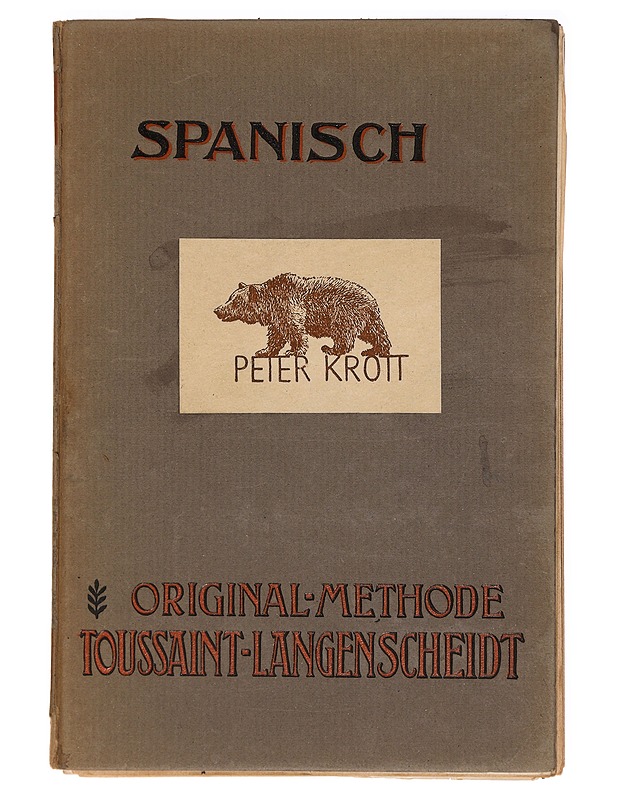 SPANISCH
PETER KROTT
ORIGINAL-METHODE
TOUSSAINT-LANGENSCHEIDT